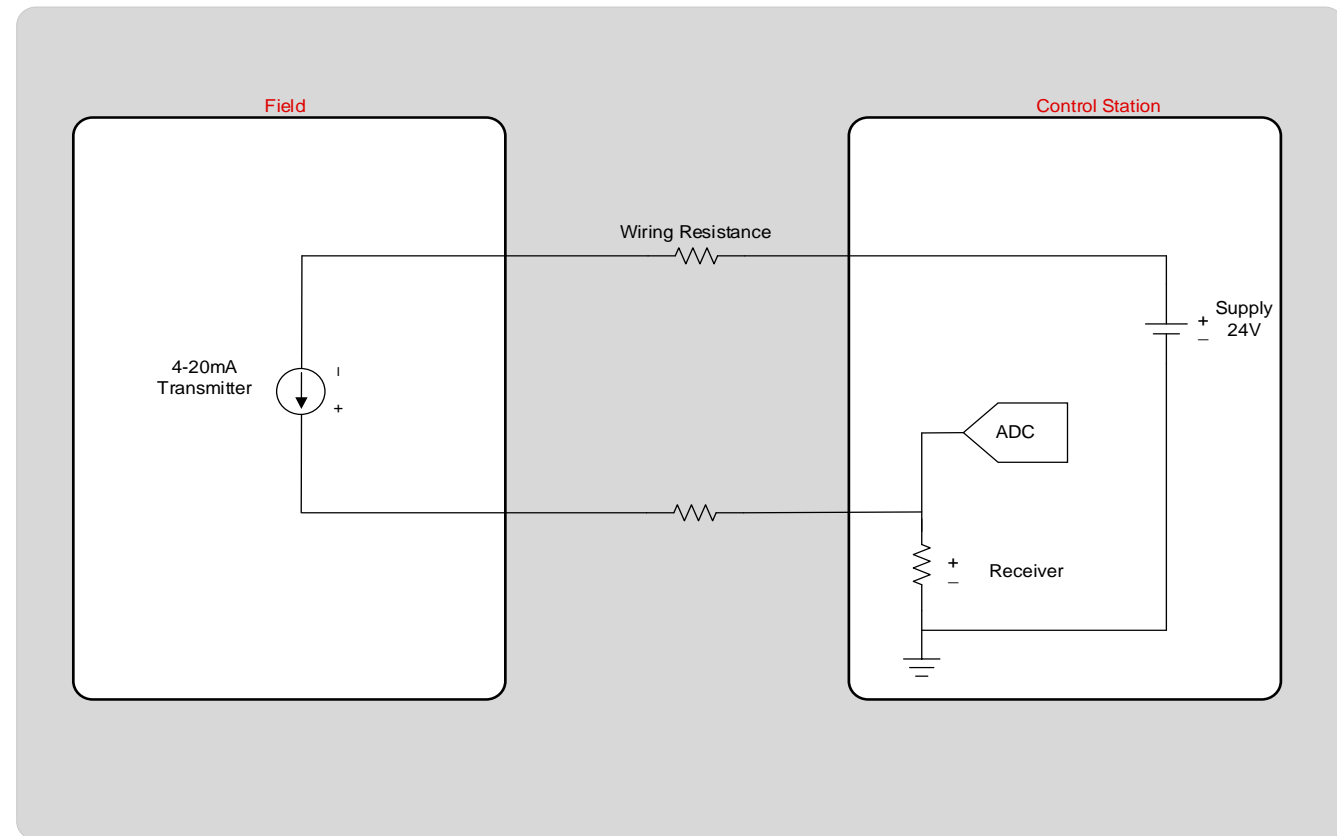 Field
Control Station
Wiring Resistance
Supply
24V
+
–
4-20mA
Transmitter
–
+
ADC
Receiver
+
–